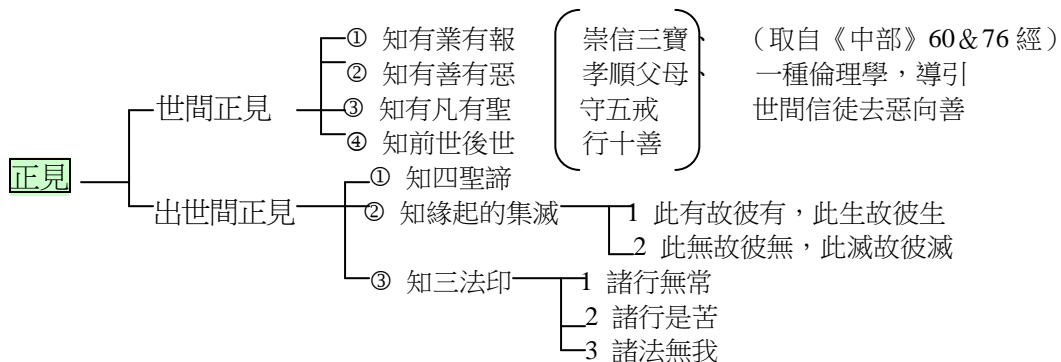 ① 知有業有報 崇信三寶、 （取自《中部》60＆76 經）
② 知有善有惡 孝順父母、 一種倫理學，導引
世間正見 ③ 知有凡有聖 守五戒 世間信徒去惡向善
④ 知前世後世 行十善
正見
① 知四聖諦
出世間正見 ② 知緣起的集滅 1 此有故彼有，此生故彼生
2 此無故彼無，此滅故彼滅
③ 知三法印 1 諸行無常
2 諸行是苦
3 諸法無我